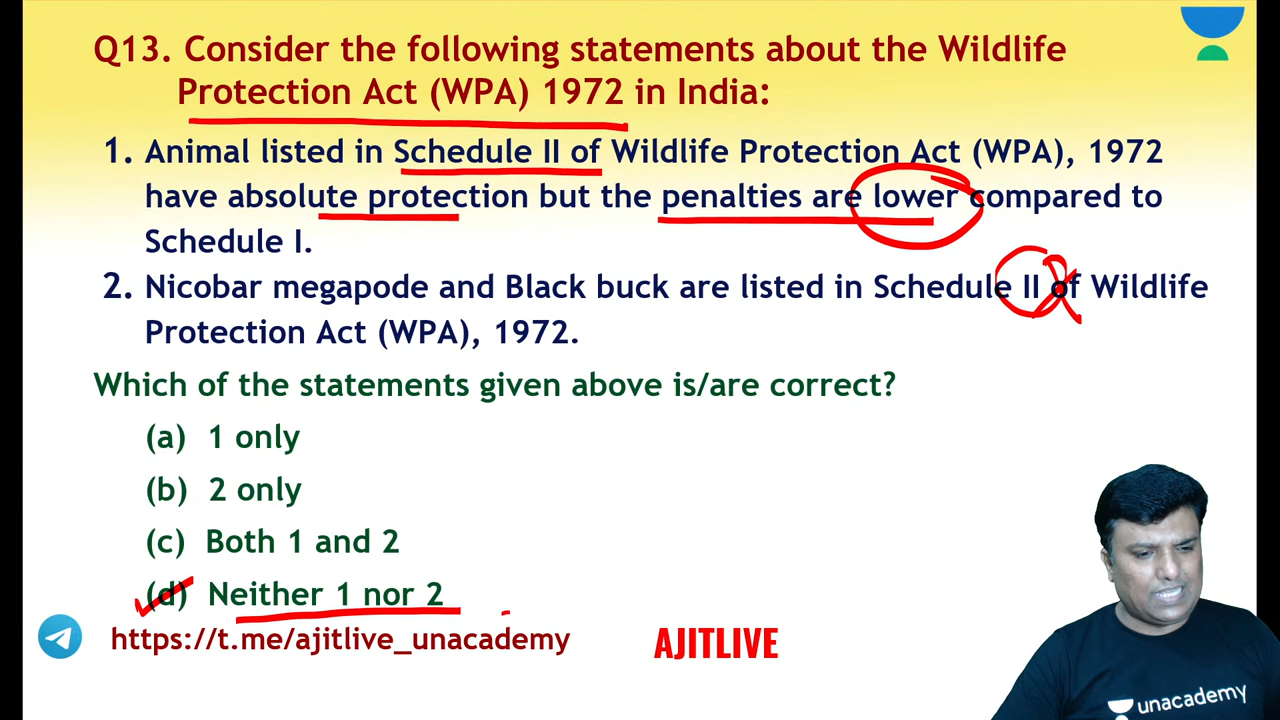 Q13. Consider the following statements about the Wildlife
Protection Act (WPA) 1972 in India:
1. Animal listed in Schedule II of Wildlife Protection Act (WPA), 1972
have absolute protection but the penalties are lower compared to
Schedule I.
2. Nicobar megapode and Black buck are listed in Schedule II of Wildlife
Protection Act (WPA), 1972.
Which of the statements given above is/are correct?
(a) 1 only
(b) 2 only
(c) Both 1 and 2
(d) Neither 1 nor 2
https://t.me/ajitlive_unacademy
AJITLIVE
unacademy